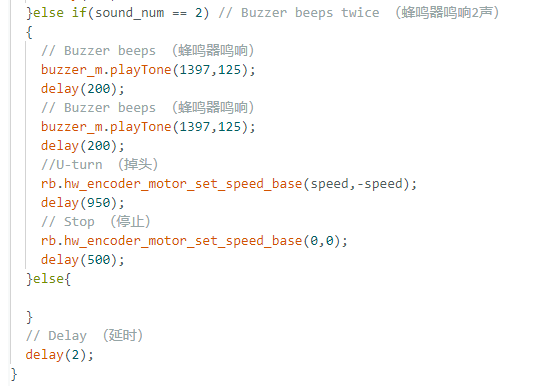 }else if(sound_num == 2) // Buzzer beeps twice （蜂鸣器鸣响2声）
{
// Buzzer beeps （蜂鸣器鸣响）
buzzer_m.playTone(1397,125);
delay(200);
// Buzzer beeps （蜂鸣器鸣响）
buzzer_m.playTone(1397,125);
delay(200);
//U-turn （掉头）
rb.hw_encoder_motor_set_speed_base(speed,-speed);
delay(950);
// Stop （停止）
rb.hw_encoder_motor_set_speed_base(0,0);
delay(500);
}else{
}
// Delay （延时）
delay(2);
}